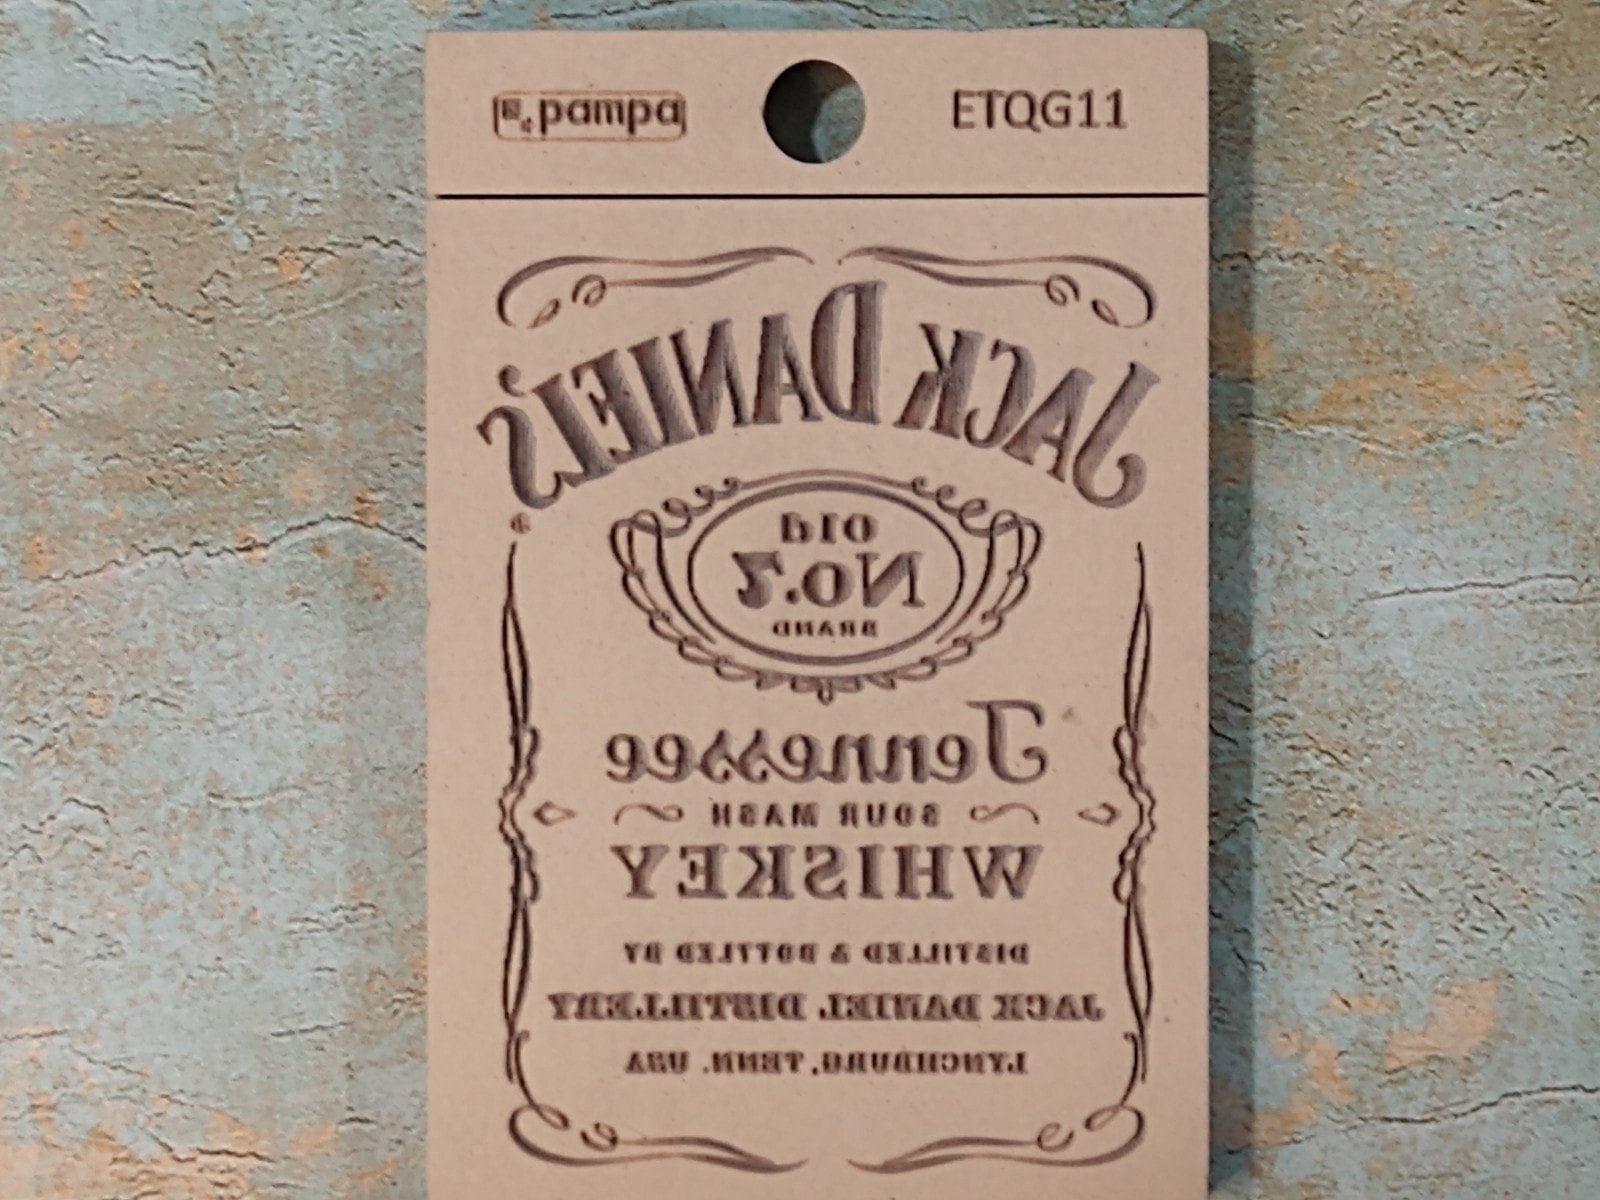 pampa
ETQG11
JACK DANIEL'S
®
Old
No.7
BRAND
Tennessee
SOUR MASH
WHISKEY
DISTILLED & BOTTLED BY
JACK DANIEL DISTILLERY
LYNCHBURG, TENN. USA